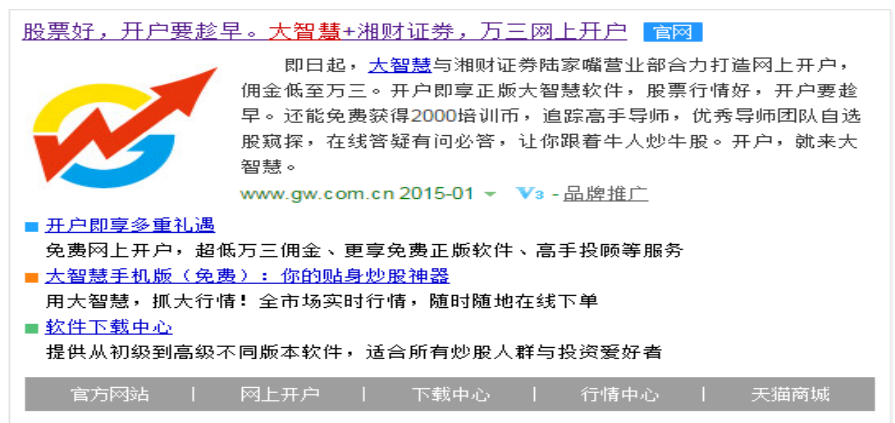 股票好，开户要趁早。大智慧+湘财证券，万三网上开户 官网
即日起，大智慧与湘财证券陆家嘴营业部合力打造网上开户，
佣金低至万三。开户即享正版大智慧软件，股票行情好，开户要趁
早。还能免费获得2000培训币，追踪高手导师，优秀导师团队自选
股窥探，在线答疑有问必答，让你跟着牛人炒牛股。开户，就来大
智慧。
www.gw.com.cn 2015-01 V3 - 品牌推广
开户即享多重礼遇
免费网上开户，超低万三佣金、更享免费正版软件、高手投顾等服务
大智慧手机版（免费）：你的贴身炒股神器
用大智慧，抓大行情！全市场实时行情，随时随地在线下单
软件下载中心
提供从初级到高级不同版本软件，适合所有炒股人群与投资爱好者
官方网站 | 网上开户 | 下载中心 | 行情中心 | 天猫商城